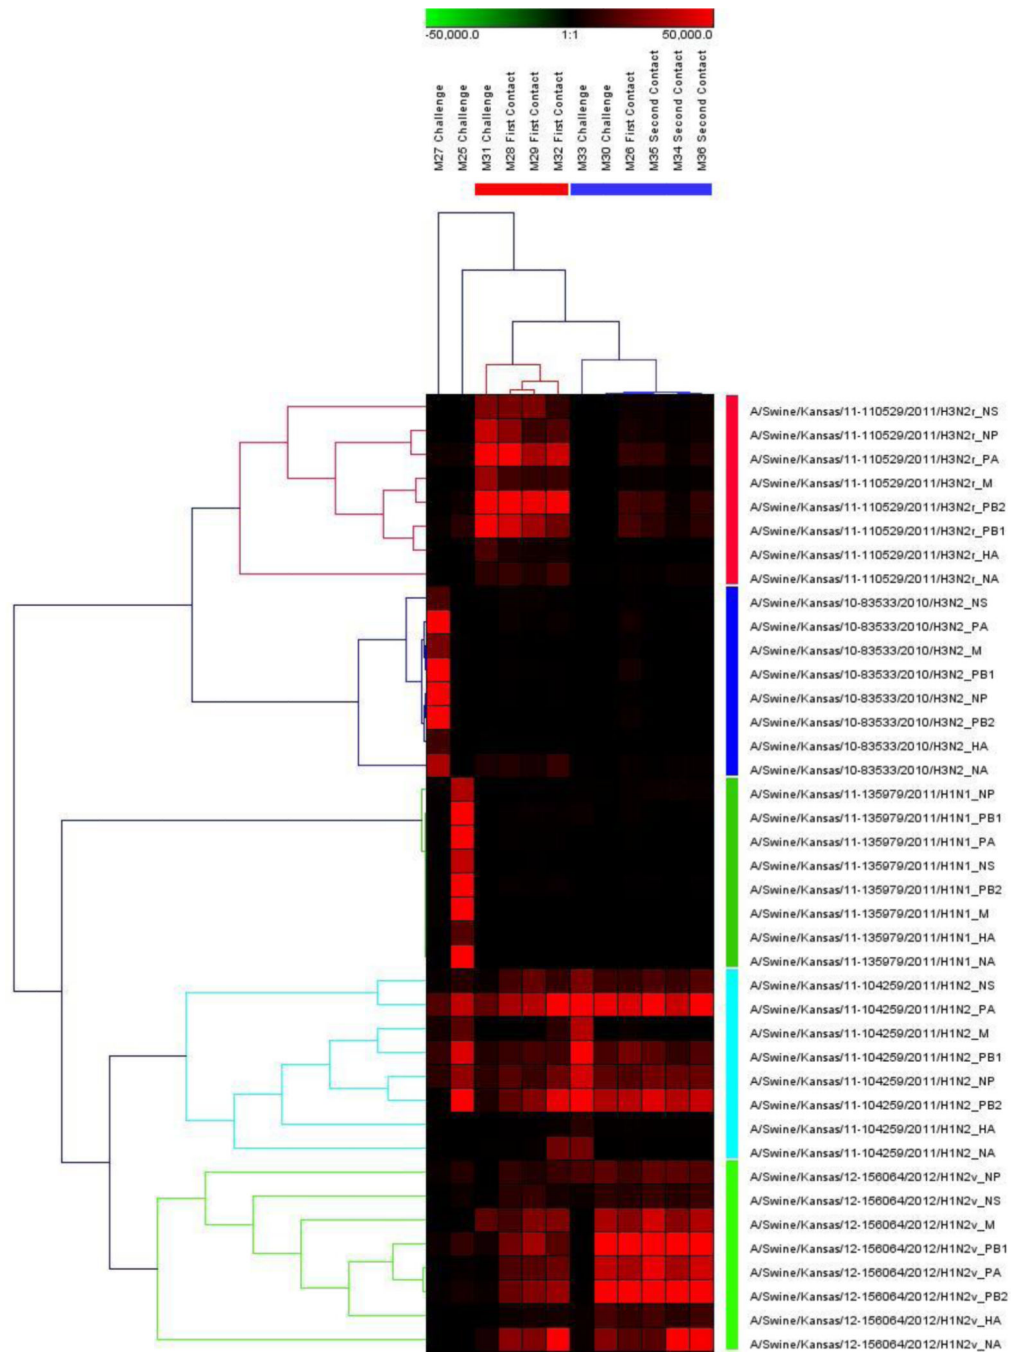 -50,000.0 1:1 50,000.0
M27 Challenge
M25 Challenge
M31 Challenge
M28 First Contact
M29 First Contact
M32 First Contact
M33 Challenge
M30 Challenge
M26 First Contact
M35 Second Contact
M34 Second Contact
M36 Second Contact
A/Swine/Kansas/11-110529/2011/H3N2r_NS
A/Swine/Kansas/11-110529/2011/H3N2r_NP
A/Swine/Kansas/11-110529/2011/H3N2r_PA
A/Swine/Kansas/11-110529/2011/H3N2r_M
A/Swine/Kansas/11-110529/2011/H3N2r_PB2
A/Swine/Kansas/11-110529/2011/H3N2r_PB1
A/Swine/Kansas/11-110529/2011/H3N2r_HA
A/Swine/Kansas/11-110529/2011/H3N2r_NA
A/Swine/Kansas/10-83533/2010/H3N2_NS
A/Swine/Kansas/10-83533/2010/H3N2_PA
A/Swine/Kansas/10-83533/2010/H3N2_M
A/Swine/Kansas/10-83533/2010/H3N2_PB1
A/Swine/Kansas/10-83533/2010/H3N2_NP
A/Swine/Kansas/10-83533/2010/H3N2_PB2
A/Swine/Kansas/10-83533/2010/H3N2_HA
A/Swine/Kansas/10-83533/2010/H3N2_NA
A/Swine/Kansas/11-135979/2011/H1N1_NP
A/Swine/Kansas/11-135979/2011/H1N1_PB1
A/Swine/Kansas/11-135979/2011/H1N1_PA
A/Swine/Kansas/11-135979/2011/H1N1_NS
A/Swine/Kansas/11-135979/2011/H1N1_PB2
A/Swine/Kansas/11-135979/2011/H1N1_M
A/Swine/Kansas/11-135979/2011/H1N1_HA
A/Swine/Kansas/11-135979/2011/H1N1_NA
A/Swine/Kansas/11-104259/2011/H1N2_NS
A/Swine/Kansas/11-104259/2011/H1N2_PA
A/Swine/Kansas/11-104259/2011/H1N2_M
A/Swine/Kansas/11-104259/2011/H1N2_PB1
A/Swine/Kansas/11-104259/2011/H1N2_NP
A/Swine/Kansas/11-104259/2011/H1N2_PB2
A/Swine/Kansas/11-104259/2011/H1N2_HA
A/Swine/Kansas/11-104259/2011/H1N2_NA
A/Swine/Kansas/12-156064/2012/H1N2v_NP
A/Swine/Kansas/12-156064/2012/H1N2v_NS
A/Swine/Kansas/12-156064/2012/H1N2v_M
A/Swine/Kansas/12-156064/2012/H1N2v_PB1
A/Swine/Kansas/12-156064/2012/H1N2v_PA
A/Swine/Kansas/12-156064/2012/H1N2v_PB2
A/Swine/Kansas/12-156064/2012/H1N2v_HA
A/Swine/Kansas/12-156064/2012/H1N2v_NA